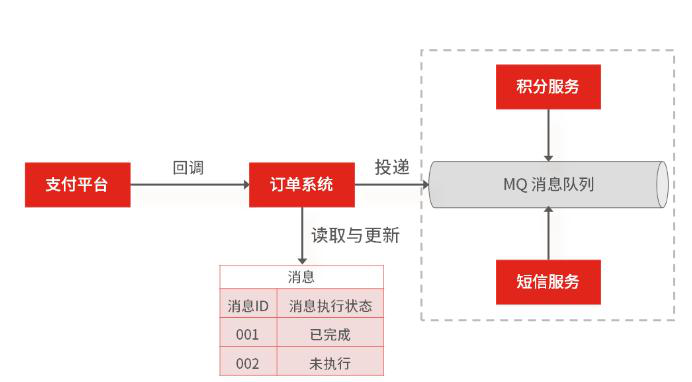 积分服务
支付平台
回调
订单系统
投递
MQ 消息队列
读取与更新
短信服务
消息
消息ID 消息执行状态
001 已完成
002 未执行